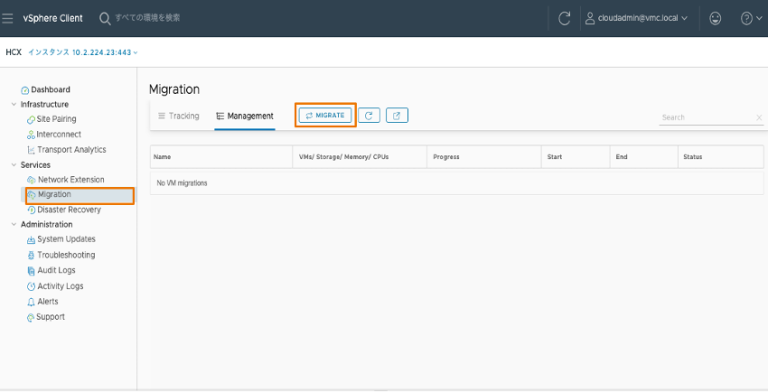 vSphere Client すべての環境を検索 cloudadmin@vmc.local
HCX インスタンス 10.2.224.23:443
Dashboard
Infrastructure
Site Pairing
Interconnect
Transport Analytics
Services
Network Extension
Migration
Disaster Recovery
Administration
System Updates
Troubleshooting
Audit Logs
Activity Logs
Alerts
Support
Migration
Tracking Management MIGRATE Search
Name VMs/ Storage/ Memory/ CPUs Progress Start End Status
No VM migrations